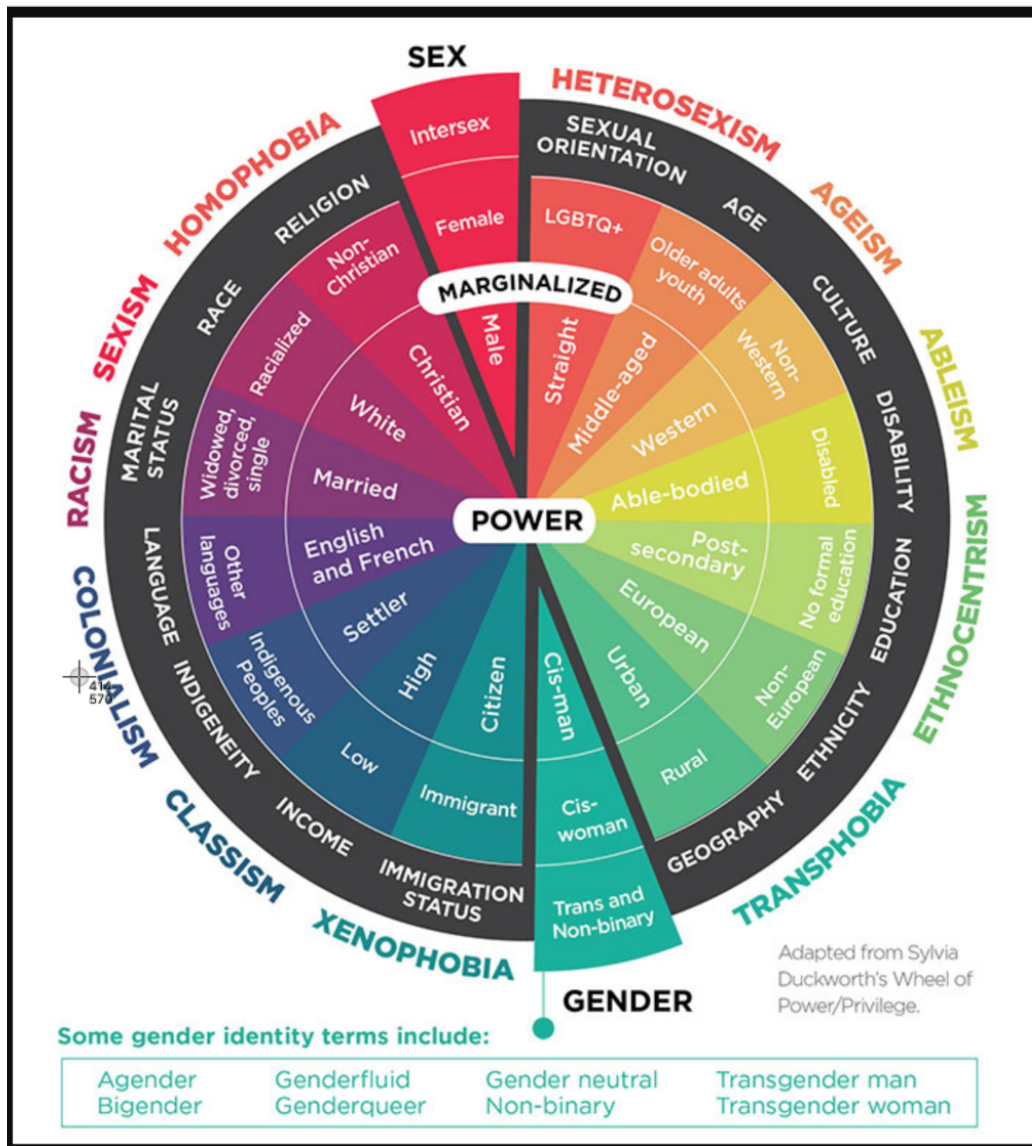 SEX
Intersex
Female
Male
HETEROSEXISM
AGEISM
ABLEISM
ETHNOCENTRISM
TRANSPHOBIA
XENOPHOBIA
CLASSISM
COLONIALISM
RACISM
SEXISM
HOMOPHOBIA
MARGINALIZED
POWER
SEXUAL
ORIENTATION
LGBTQ+
Straight
AGE
Older adults
youth
Middle-aged
CULTURE
Non-
Western
Western
DISABILITY
Disabled
Able-bodied
EDUCATION
No formal
education
Post-
secondary
ETHNICITY
Non-
European
European
GEOGRAPHY
Rural
Urban
Cis-man
Cis-
woman
Trans and
Non-binary
GENDER
IMMIGRATION
STATUS
Immigrant
Citizen
INCOME
Low
High
INDIGENEITY
Indigenous
Peoples
Settler
LANGUAGE
Other
languages
English
and French
MARITAL
STATUS
Widowed,
divorced,
single
Married
RACE
Racialized
White
RELIGION
Non-
Christian
Christian
414
570
Adapted from Sylvia
Duckworth's Wheel of
Power/Privilege.
Some gender identity terms include:
Agender Genderfluid Gender neutral Transgender man
Bigender Genderqueer Non-binary Transgender woman